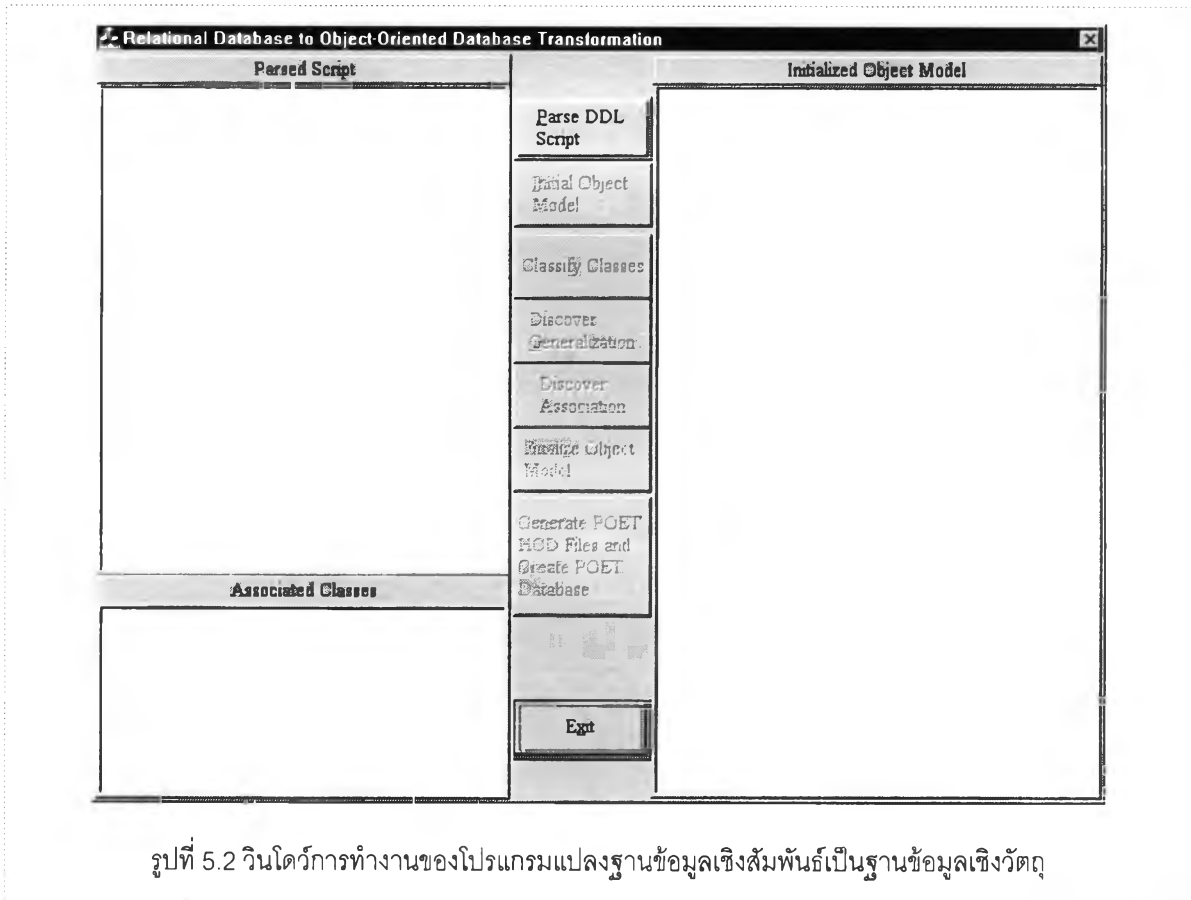 Relational Database to Object-Oriented Database Transformation
Parsed Script
Initialized Object Model
Parse DDL
Script
Initial Object
Model
Classify Classes
Discover
Generalization
Discover
Association
Finalize Object
Model
Generate POET
HOD Files and
Create POET
Database
Associated Classes
Exit
รูปที่ 5.2 วินโดว์การทำงานของโปรแกรมแปลงฐานข้อมูลเชิงสัมพันธ์เป็นฐานข้อมูลเชิงวัตถุ